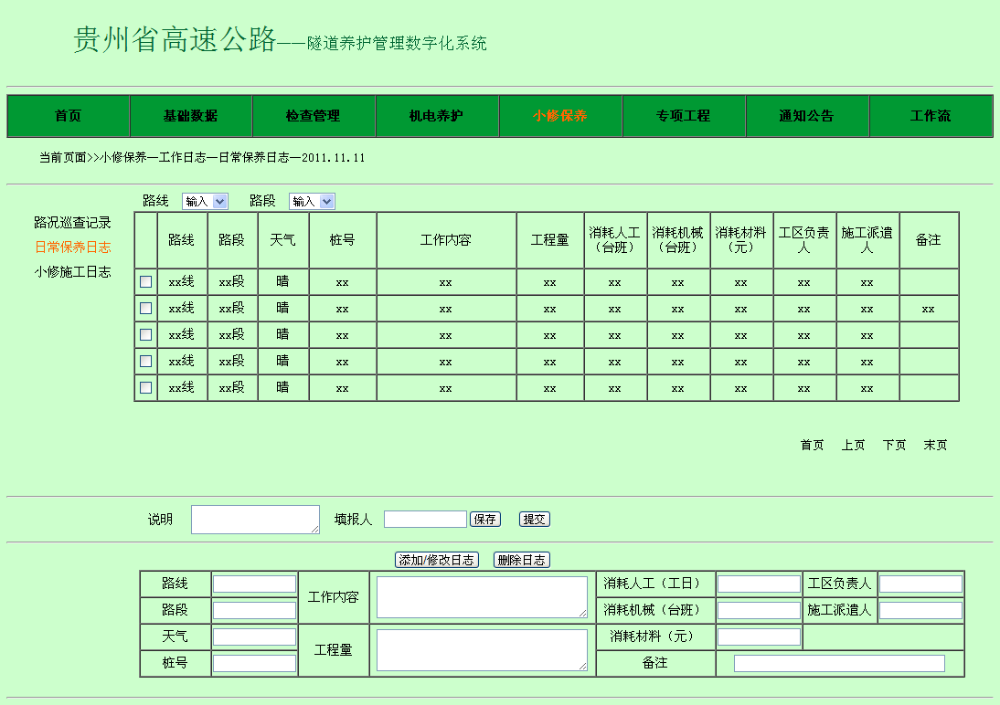 贵州省高速公路——隧道养护管理数字化系统
首页 基础数据 检查管理 机电养护 小修保养 专项工程 通知公告 工作流
当前页面>>小修保养—工作日志—日常保养日志—2011.11.11
路况巡查记录
日常保养日志
小修施工日志
路线 输入 路段 输入
路线 路段 天气 桩号 工作内容 工程量 消耗人工（台班） 消耗机械（台班） 消耗材料（元） 工区负责人 施工派遣人 备注
xx线 xx段 晴 xx xx xx xx xx xx xx xx
xx线 xx段 晴 xx xx xx xx xx xx xx xx xx
xx线 xx段 晴 xx xx xx xx xx xx xx xx
xx线 xx段 晴 xx xx xx xx xx xx xx xx
xx线 xx段 晴 xx xx xx xx xx xx xx xx
首页 上页 下页 末页
说明 填报人 保存 提交
添加/修改日志 删除日志
路线 工作内容 消耗人工（工日） 工区负责人
路段 消耗机械（台班） 施工派遣人
天气 工程量 消耗材料（元）
桩号 备注